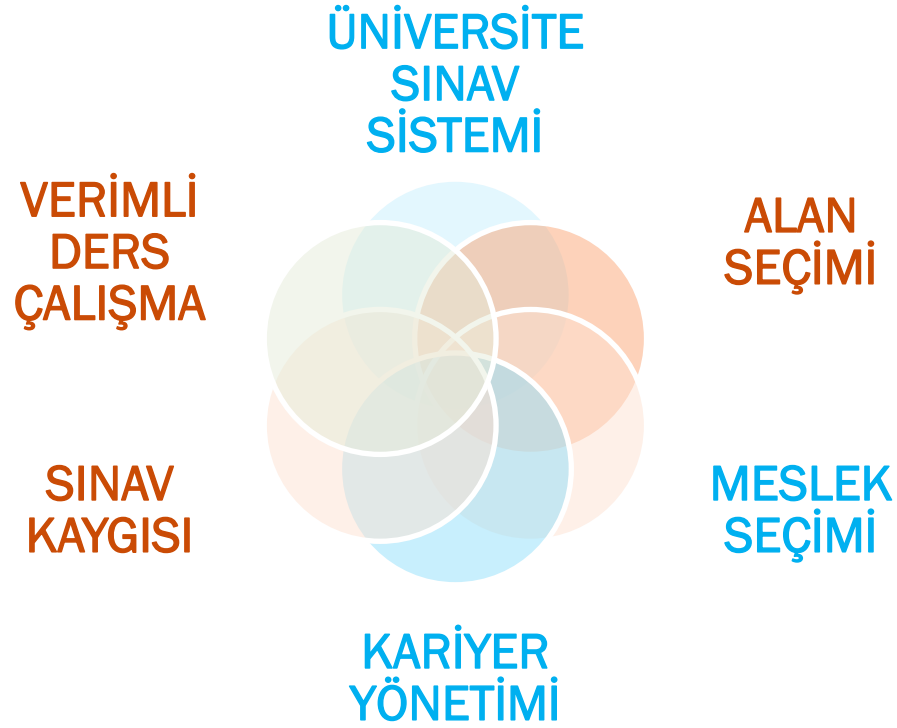 ÜNİVERSİTE
SINAV
SİSTEMİ
VERİMLİ
DERS
ÇALIŞMA
ALAN
SEÇİMİ
SINAV
KAYGISI
MESLEK
SEÇİMİ
KARİYER
YÖNETİMİ